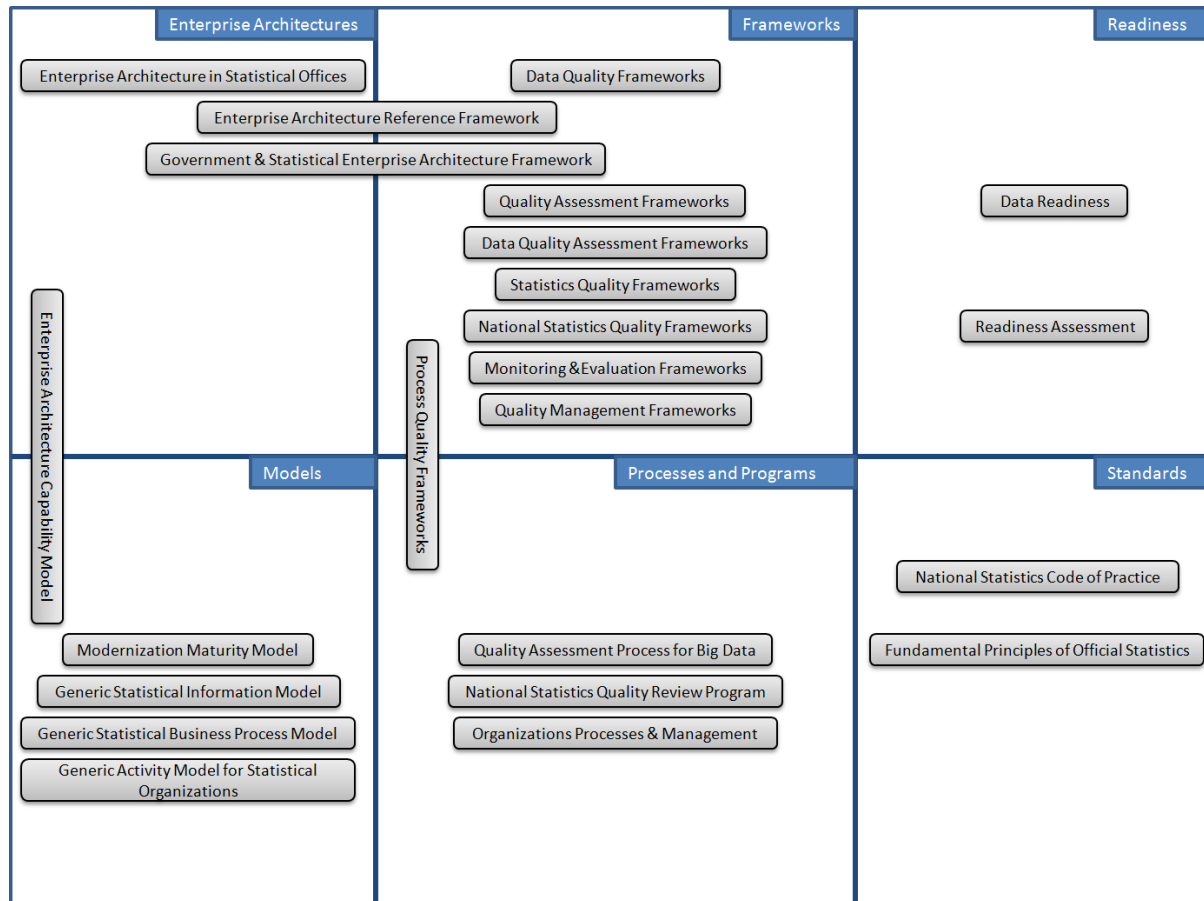 Enterprise Architectures
Frameworks
Readiness
Enterprise Architecture in Statistical Offices
Data Quality Frameworks
Enterprise Architecture Reference Framework
Government & Statistical Enterprise Architecture Framework
Quality Assessment Frameworks
Data Readiness
Data Quality Assessment Frameworks
Statistics Quality Frameworks
National Statistics Quality Frameworks
Readiness Assessment
Monitoring &Evaluation Frameworks
Quality Management Frameworks
Enterprise Architecture Capability Model
Process Quality Frameworks
Models
Processes and Programs
Standards
National Statistics Code of Practice
Modernization Maturity Model
Quality Assessment Process for Big Data
Fundamental Principles of Official Statistics
Generic Statistical Information Model
National Statistics Quality Review Program
Generic Statistical Business Process Model
Organizations Processes & Management
Generic Activity Model for Statistical
Organizations